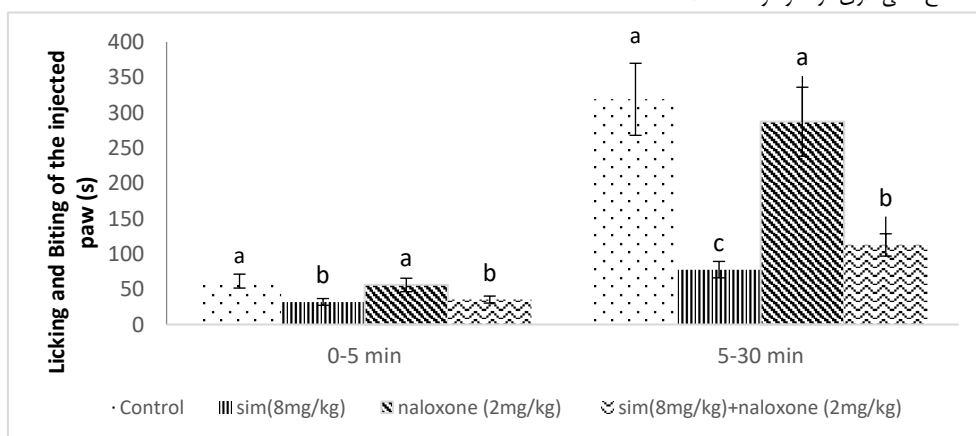 400
350
300
250
200
150
100
50
0
Licking and Biting of the injected
paw (s)
a
b
a
b
a
c
a
b
0-5 min
5-30 min
Control
sim(8mg/kg)
naloxone (2mg/kg)
sim(8mg/kg)+naloxone (2mg/kg)